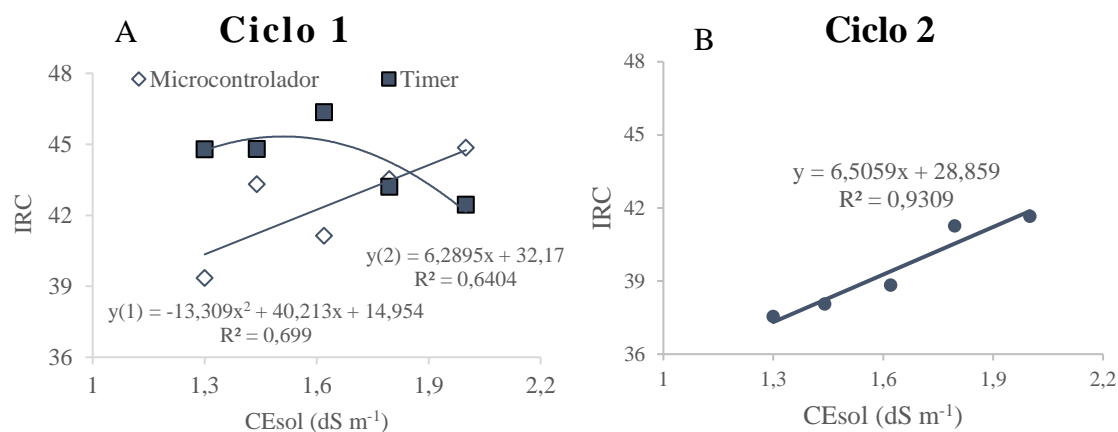 A Ciclo 1
Microcontrolador Timer
48
45
42
39
36
IRC
y(2) = 6,2895x + 32,17
R² = 0,6404
y(1) = -13,309x² + 40,213x + 14,954
R² = 0,699
1 1,3 1,6 1,9 2,2
CEsol (dS m⁻¹)
B Ciclo 2
48
45
42
39
36
IRC
y = 6,5059x + 28,859
R² = 0,9309
1 1,3 1,6 1,9 2,2
CEsol (dS m⁻¹)